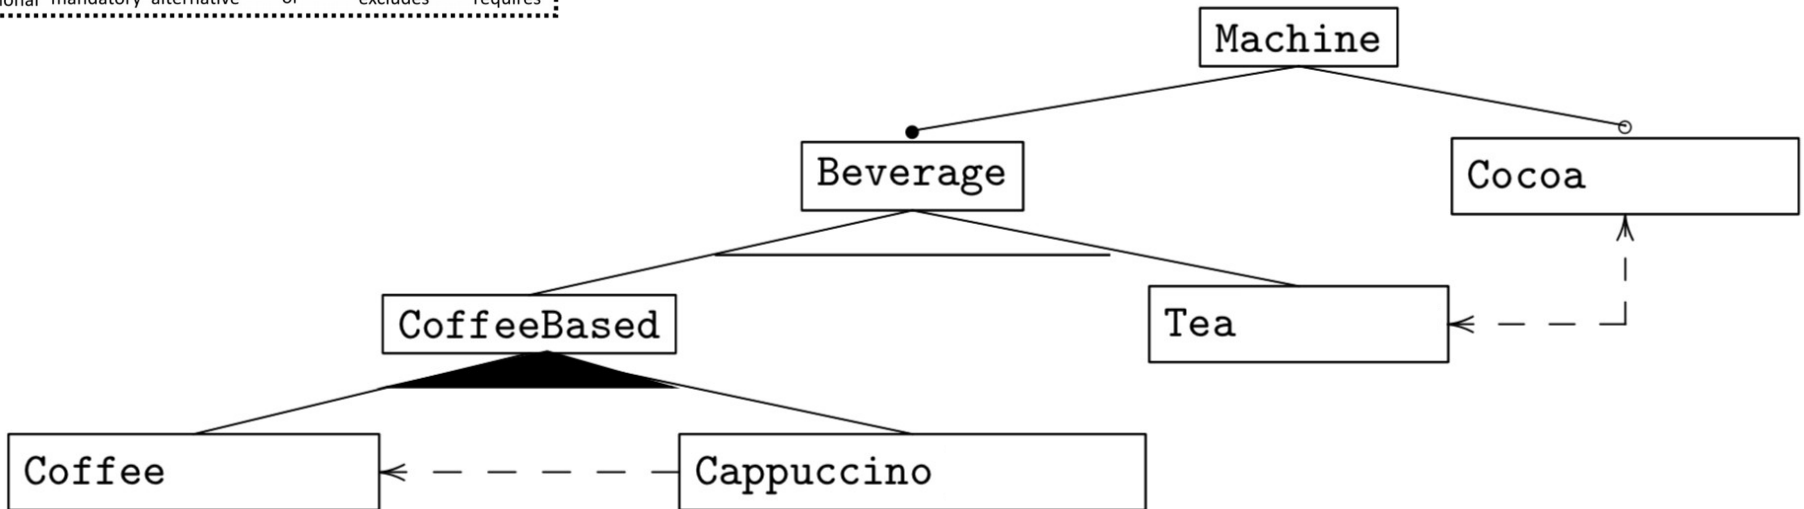 mandatory alternative or excludes requires
Machine
Beverage
Cocoa
CoffeeBased
Tea
Coffee
Cappuccino